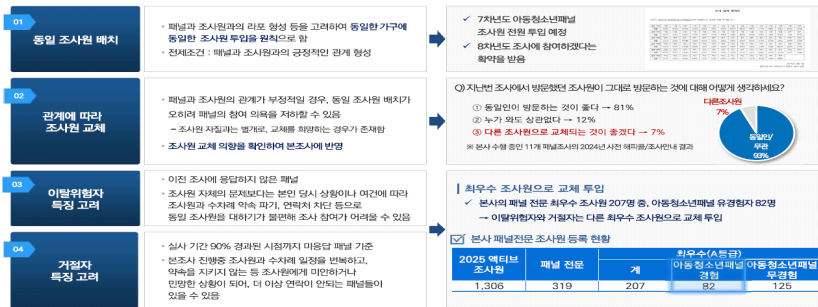 01
동일 조사원 배치
• 패널과 조사원과의 라포 형성 등을 고려하여 동일한 가구에
동일한 조사원 투입을 원칙으로 함
• 전제조건 : 패널과 조사원과의 긍정적인 관계 형성
✓ 7차년도 아동청소년패널
조사원 전원 투입 예정
✓ 8차년도 조사에 참여하겠다는
확약을 받음
02
관계에 따라
조사원 교체
• 패널과 조사원의 관계가 부정적일 경우, 동일 조사원 배치가
오히려 패널의 참여 의욕을 저하할 수 있음
– 조사원 자질과는 별개로, 교체를 희망하는 경우가 존재함
• 조사원 교체 의향을 확인하여 본조사에 반영
Q) 지난번 조사에서 방문했던 조사원이 그대로 방문하는 것에 대해 어떻게 생각하세요?
① 동일인이 방문하는 것이 좋다 → 81%
② 누가 와도 상관없다 → 12%
③ 다른 조사원으로 교체되는 것이 좋겠다 → 7%
※ 본사 수행 중인 11개 패널조사의 2024년 사전 해피콜/조사안내 결과
다른조사원
7%
동일인/
무관
93%
03
이탈위험자
특징 고려
• 이전 조사에 응답하지 않은 패널
• 조사원 자체의 문제보다는 본인 당시 상황이나 여건에 따라
조사원과 수차례 약속 파기, 연락처 차단 등으로
동일 조사원을 대하기가 불편해 조사 참여가 어려울 수 있음
04
거절자
특징 고려
• 실사 기간 90% 경과된 시점까지 미응답 패널 기준
• 본조사 진행중 조사원과 수차례 일정을 번복하고,
약속을 지키지 않는 등 조사원에게 미안하거나
민망한 상황이 되어, 더 이상 연락이 안되는 패널들이
있을 수 있음
최우수 조사원으로 교체 투입
✓ 본사의 패널 전문 최우수 조사원 207명 중, 아동청소년패널 유경험자 82명
→ 이탈위험자와 거절자는 다른 최우수 조사원으로 교체 투입
본사 패널전문 조사원 등록 현황
2025 액티브
조사원
패널 전문
최우수(A등급)
계
아동청소년패널
경험
아동청소년패널
무경험
1,306 319 207 82 125